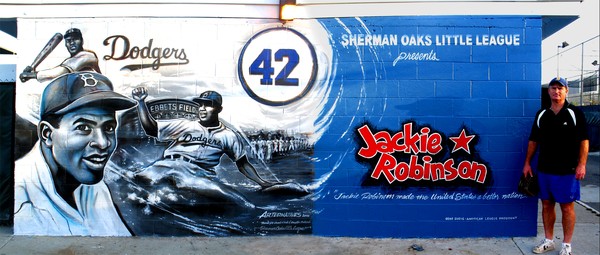 Dodgers
42
B
EBBETS FIELD
Dodgers
SHERMAN OAKS LITTLE LEAGUE
presents
Jackie
Robinson
"Jackie Robinson made the United States a better nation"